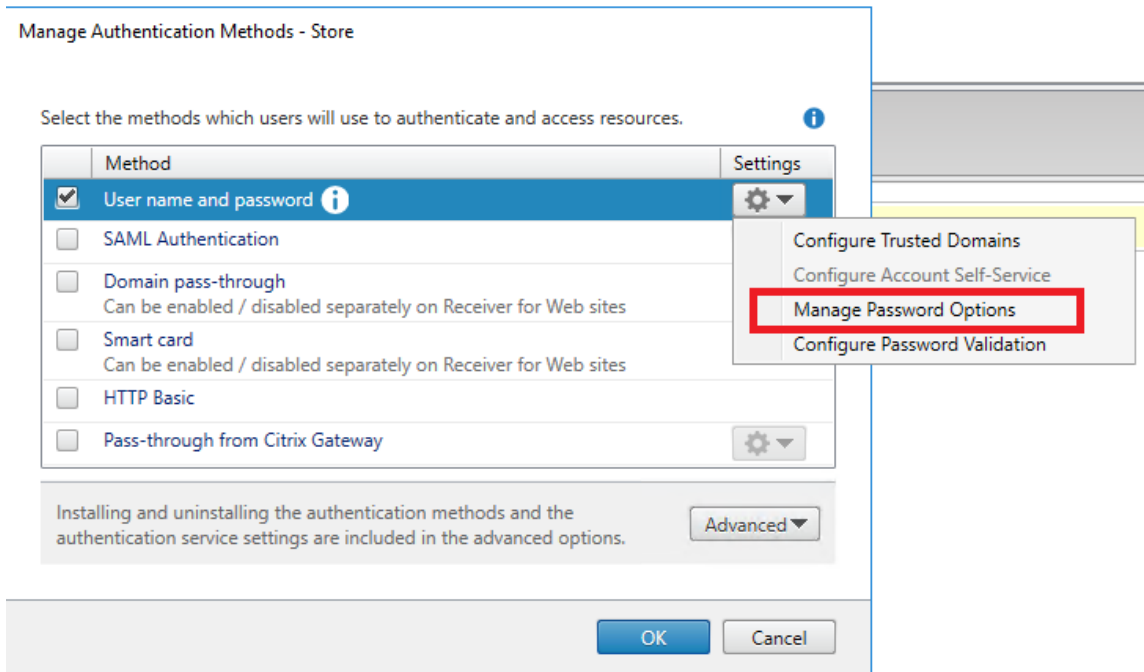 Manage Authentication Methods - Store
Select the methods which users will use to authenticate and access resources.
Method Settings
User name and password
SAML Authentication
Domain pass-through
Can be enabled / disabled separately on Receiver for Web sites
Smart card
Can be enabled / disabled separately on Receiver for Web sites
HTTP Basic
Pass-through from Citrix Gateway
Configure Trusted Domains
Configure Account Self-Service
Manage Password Options
Configure Password Validation
Installing and uninstalling the authentication methods and the
authentication service settings are included in the advanced options.
Advanced
OK Cancel